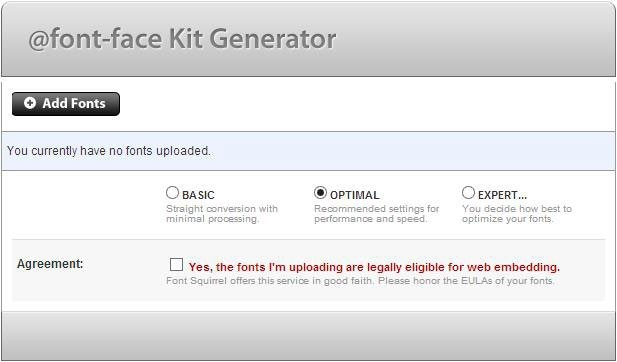 @font-face Kit Generator
Add Fonts
You currently have no fonts uploaded.
BASIC OPTIMAL EXPERT...
Straight conversion with Recommended settings for You decide how best to
minimal processing. performance and speed. optimize your fonts.
Agreement: Yes, the fonts I'm uploading are legally eligible for web embedding.
Font Squirrel offers this service in good faith. Please honor the EULAs of your fonts.